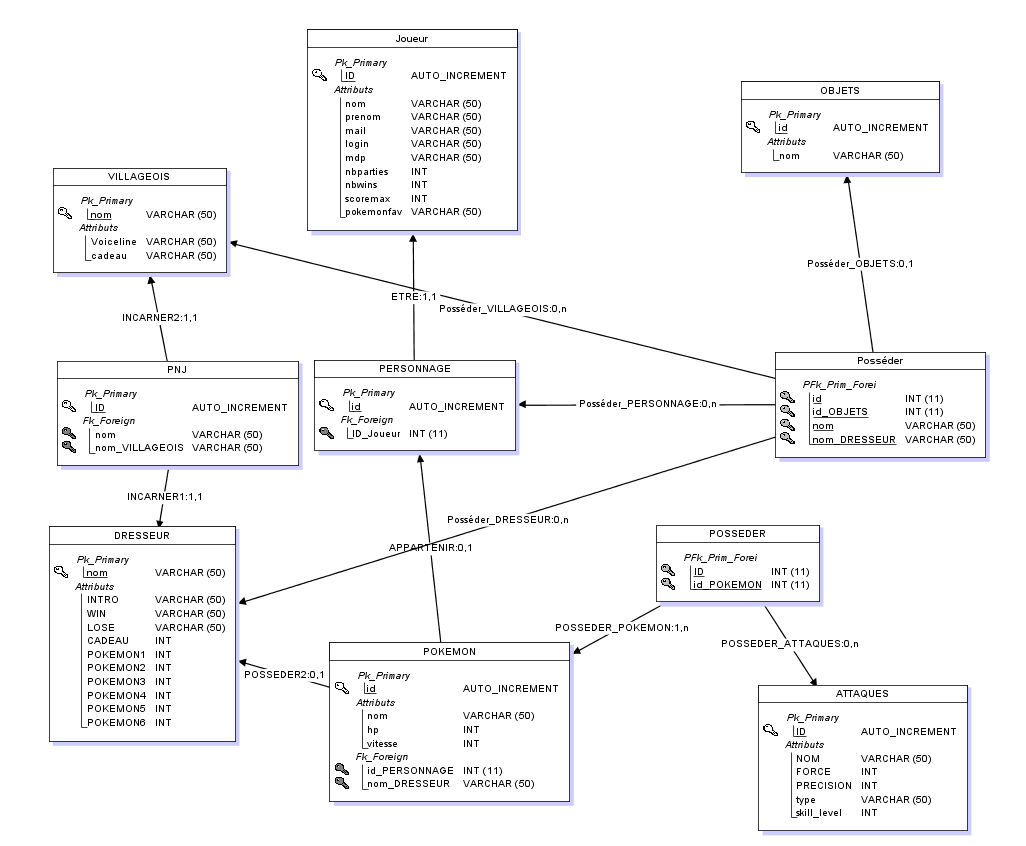 Joueur
Pk_Primary
ID AUTO_INCREMENT
Attributs
nom VARCHAR (50)
prenom VARCHAR (50)
mail VARCHAR (50)
login VARCHAR (50)
mdp VARCHAR (50)
nbparties INT
nbwins INT
scoremax INT
pokemonfav VARCHAR (50)
OBJETS
Pk_Primary
id AUTO_INCREMENT
Attributs
nom VARCHAR (50)
VILLAGEOIS
Pk_Primary
nom VARCHAR (50)
Attributs
Voiceline VARCHAR (50)
cadeau VARCHAR (50)
Posséder_OBJETS:0,1
ETRE:1,1
Posséder_VILLAGEOIS:0,n
INCARNER2:1,1
PNJ
Pk_Primary
ID AUTO_INCREMENT
Fk_Foreign
nom VARCHAR (50)
nom_VILLAGEOIS VARCHAR (50)
PERSONNAGE
Pk_Primary
id AUTO_INCREMENT
Fk_Foreign
ID_Joueur INT (11)
Posséder_PERSONNAGE:0,n
Posséder
PFk_Prim_Forei
id INT (11)
id_OBJETS INT (11)
nom VARCHAR (50)
nom_DRESSEUR VARCHAR (50)
INCARNER1:1,1
Posséder_DRESSEUR:0,n
APPARTENIR:0,1
DRESSEUR
Pk_Primary
nom VARCHAR (50)
Attributs
INTRO VARCHAR (50)
WIN VARCHAR (50)
LOSE VARCHAR (50)
CADEAU INT
POKEMON1 INT
POKEMON2 INT
POKEMON3 INT
POKEMON4 INT
POKEMON5 INT
POKEMON6 INT
POSSEDER
PFk_Prim_Forei
ID INT (11)
id_POKEMON INT (11)
POSSEDER_POKEMON:1,n
POSSEDER_ATTAQUES:0,n
POSSEDER2:0,1
POKEMON
Pk_Primary
id AUTO_INCREMENT
Attributs
nom VARCHAR (50)
hp INT
vitesse INT
Fk_Foreign
id_PERSONNAGE INT (11)
nom_DRESSEUR VARCHAR (50)
ATTAQUES
Pk_Primary
ID AUTO_INCREMENT
Attributs
NOM VARCHAR (50)
FORCE INT
PRECISION INT
type VARCHAR (50)
skill_level INT